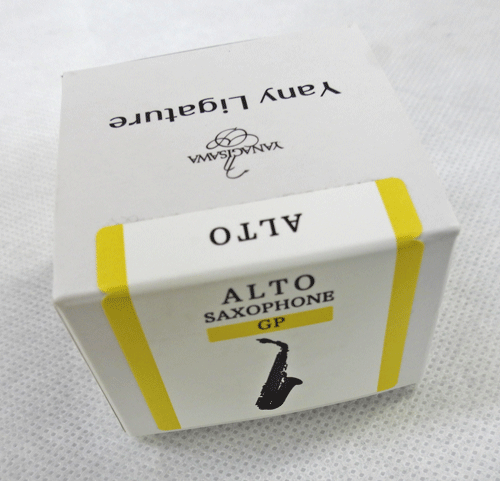 Yany Ligature
YANAGISAWA
ALTO
ALTO
SAXOPHONE
GP